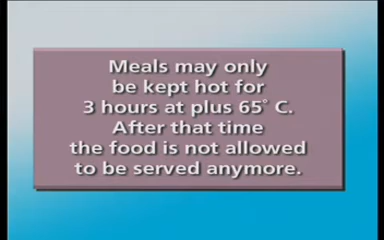 Meals may only
be kept hot for
3 hours at plus 65° C.
After that time
the food is not allowed
to be served anymore.